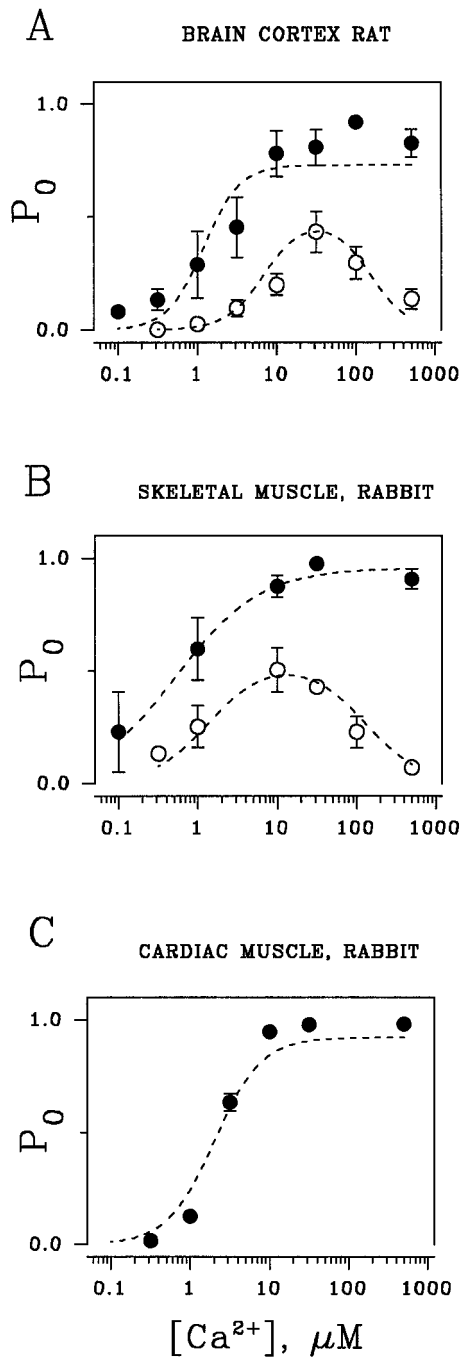 A
BRAIN CORTEX RAT
1.0
P0
0.0
0.1 1 10 100 1000
B
SKELETAL MUSCLE, RABBIT
1.0
P0
0.0
0.1 1 10 100 1000
C
CARDIAC MUSCLE, RABBIT
1.0
P0
0.0
0.1 1 10 100 1000
[Ca²⁺], μM